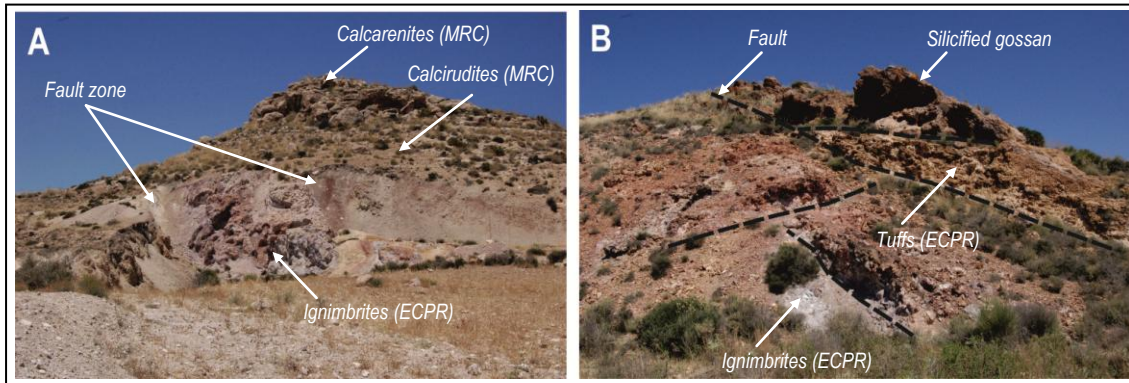 A
Calcarenites (MRC)
Calcirudites (MRC)
Fault zone
Ignimbrites (ECPR)
B
Fault
Silicified gossan
Tuffs (ECPR)
Ignimbrites (ECPR)